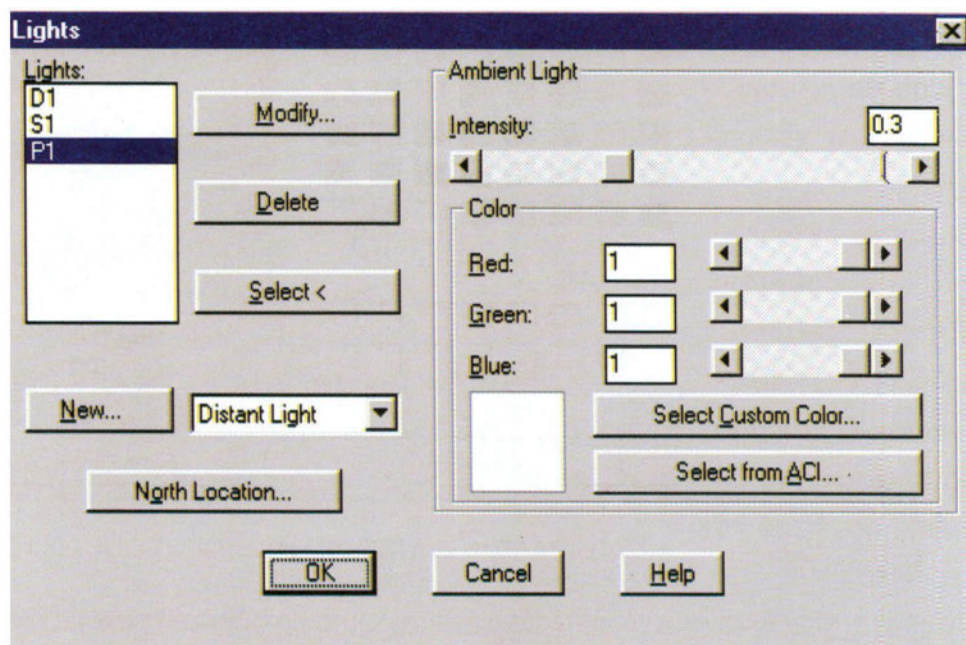 Lights
Lights:
D1
S1
P1
Modify...
Delete
Select <
New...
Distant Light
North Location...
Ambient Light
Intensity:
0.3
Color
Red:
1
Green:
1
Blue:
1
Select Custom Color...
Select from ACI...
OK
Cancel
Help